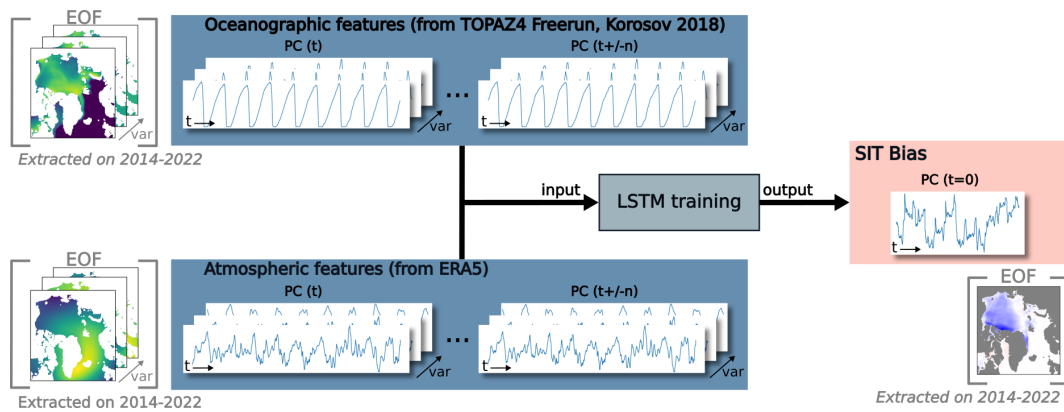 EOF
var
Extracted on 2014-2022
Oceanographic features (from TOPAZ4 Freerun, Korosov 2018)
PC (t)
PC (t+/-n)
t
...
t
var
var
input
LSTM training
output
SIT Bias
PC (t=0)
t
EOF
var
Extracted on 2014-2022
Atmospheric features (from ERA5)
PC (t)
PC (t+/-n)
t
...
t
var
var
EOF
Extracted on 2014-2022